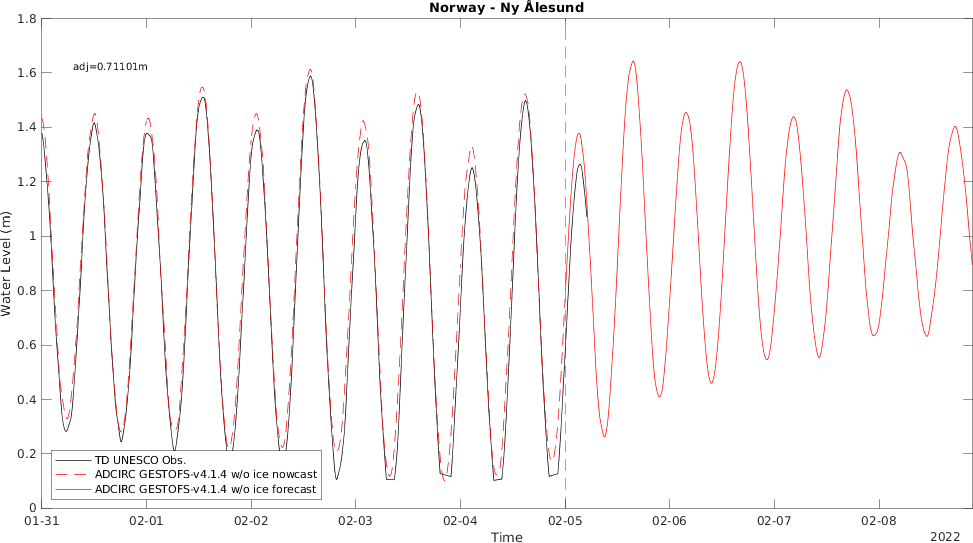 Norway - Ny Ålesund
1.8
1.6
1.4
1.2
1
0.8
0.6
0.4
0.2
0
Water Level (m)
adj=0.71101m
TD UNESCO Obs.
ADCIRC GESTOFS-v4.1.4 w/o ice nowcast
ADCIRC GESTOFS-v4.1.4 w/o ice forecast
01-31 02-01 02-02 02-03 02-04 02-05 02-06 02-07 02-08
Time
2022